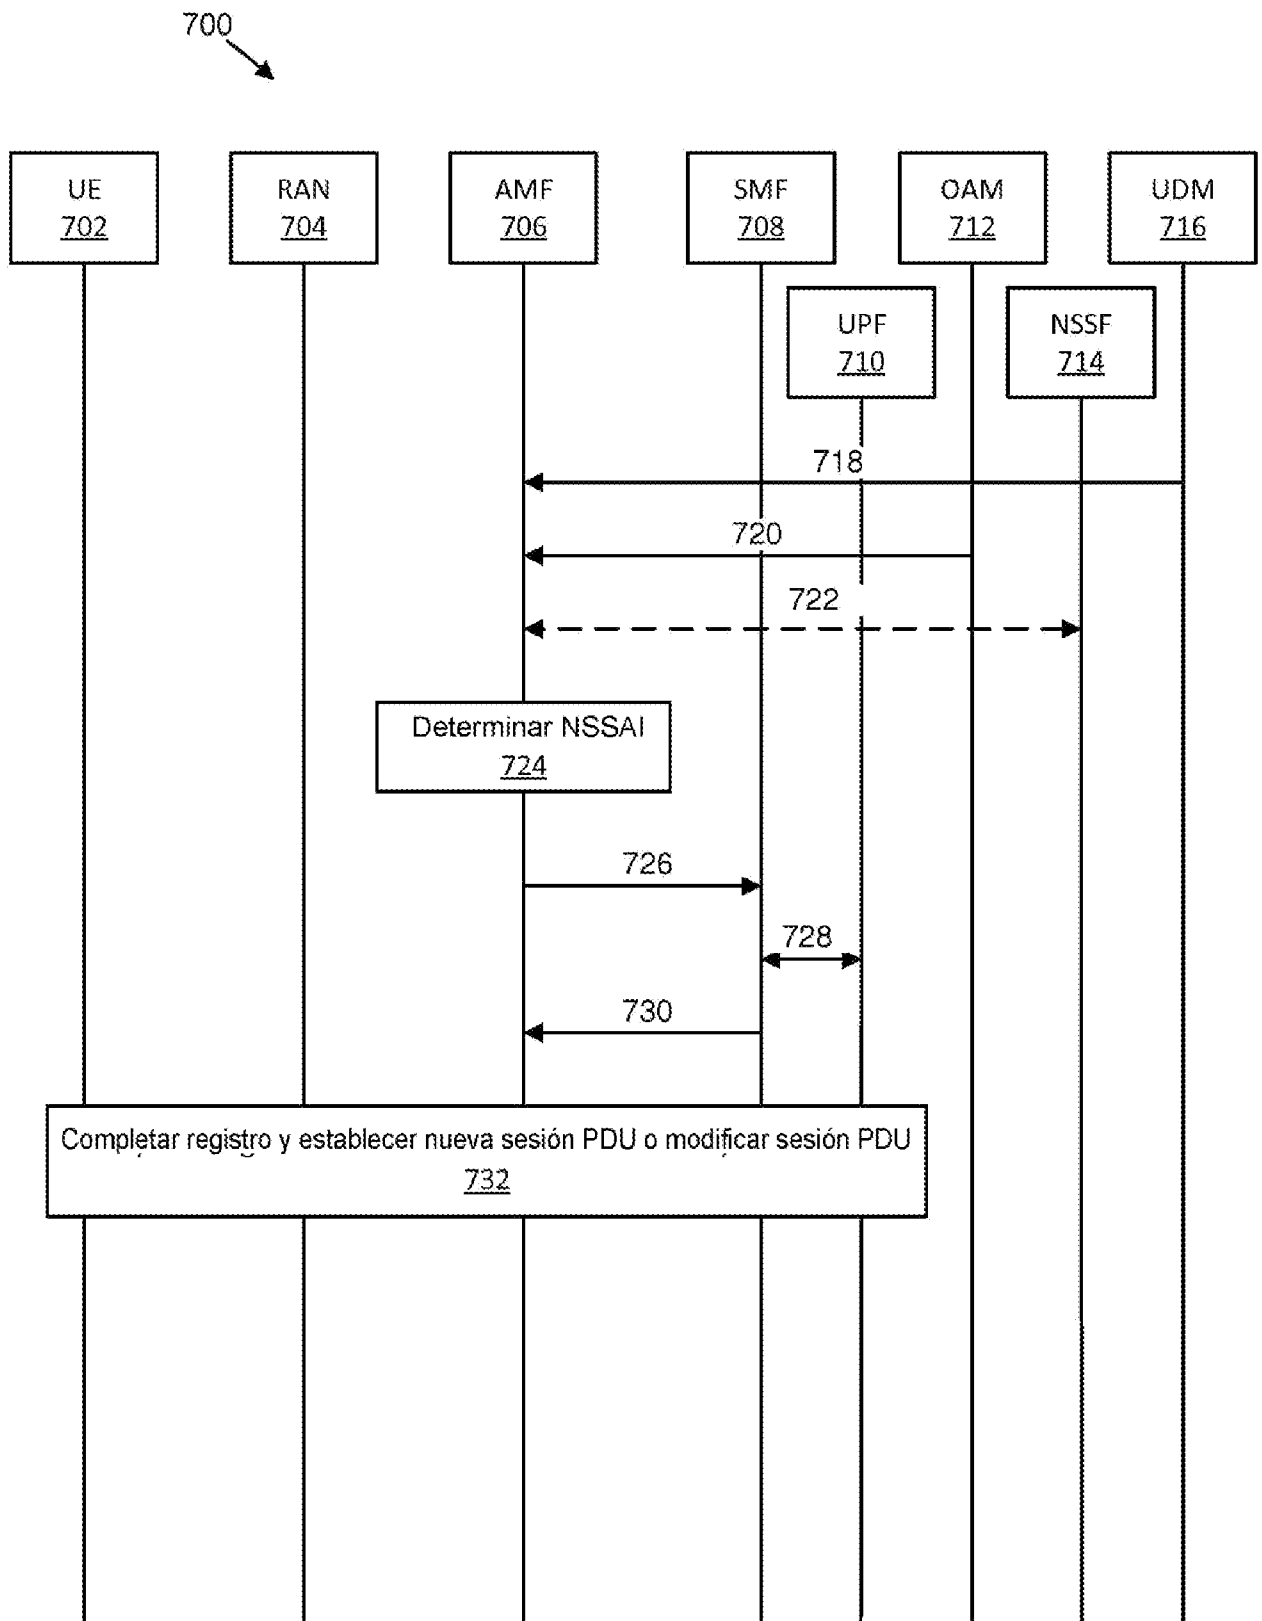 700
UE
702
RAN
704
AMF
706
SMF
708
OAM
712
UDM
716
UPF
710
NSSF
714
718
720
722
Determinar NSSAI
724
726
728
730
Completar registro y establecer nueva sesión PDU o modificar sesión PDU
732